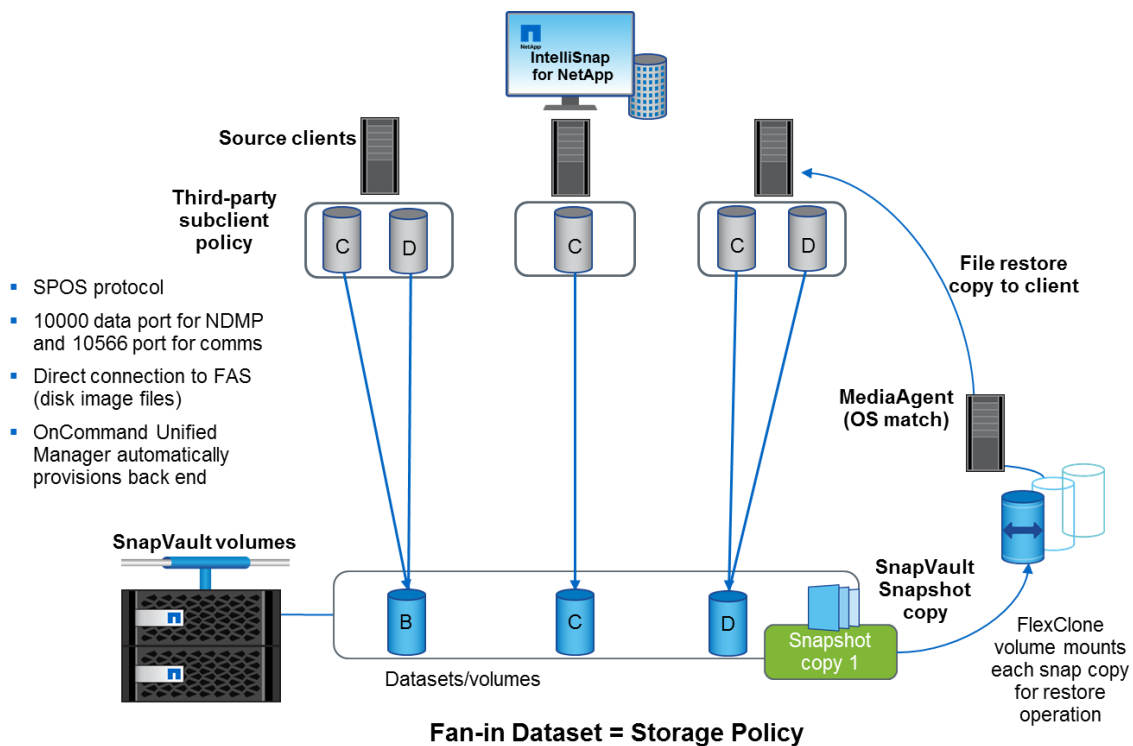 NetApp
IntelliSnap
for NetApp
Source clients
Third-party
subclient
policy
C
D
C
C
D
▪ SPOS protocol
▪ 10000 data port for NDMP
and 10566 port for comms
▪ Direct connection to FAS
(disk image files)
▪ OnCommand Unified
Manager automatically
provisions back end
File restore
copy to client
MediaAgent
(OS match)
SnapVault volumes
B
C
D
SnapVault
Snapshot
copy
Snapshot
copy 1
Datasets/volumes
FlexClone
volume mounts
each snap copy
for restore
operation
Fan-in Dataset = Storage Policy